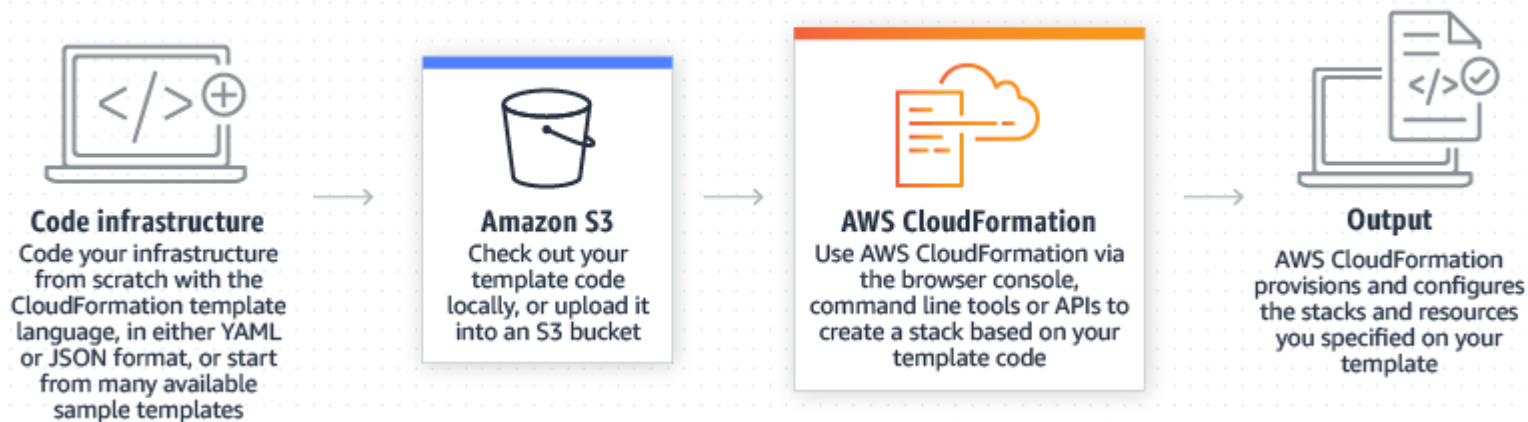 </>
Code infrastructure
Code your infrastructure
from scratch with the
CloudFormation template
language, in either YAML
or JSON format, or start
from many available
sample templates
Amazon S3
Check out your
template code
locally, or upload it
into an S3 bucket
AWS CloudFormation
Use AWS CloudFormation via
the browser console,
command line tools or APIs to
create a stack based on your
template code
</>
Output
AWS CloudFormation
provisions and configures
the stacks and resources
you specified on your
template